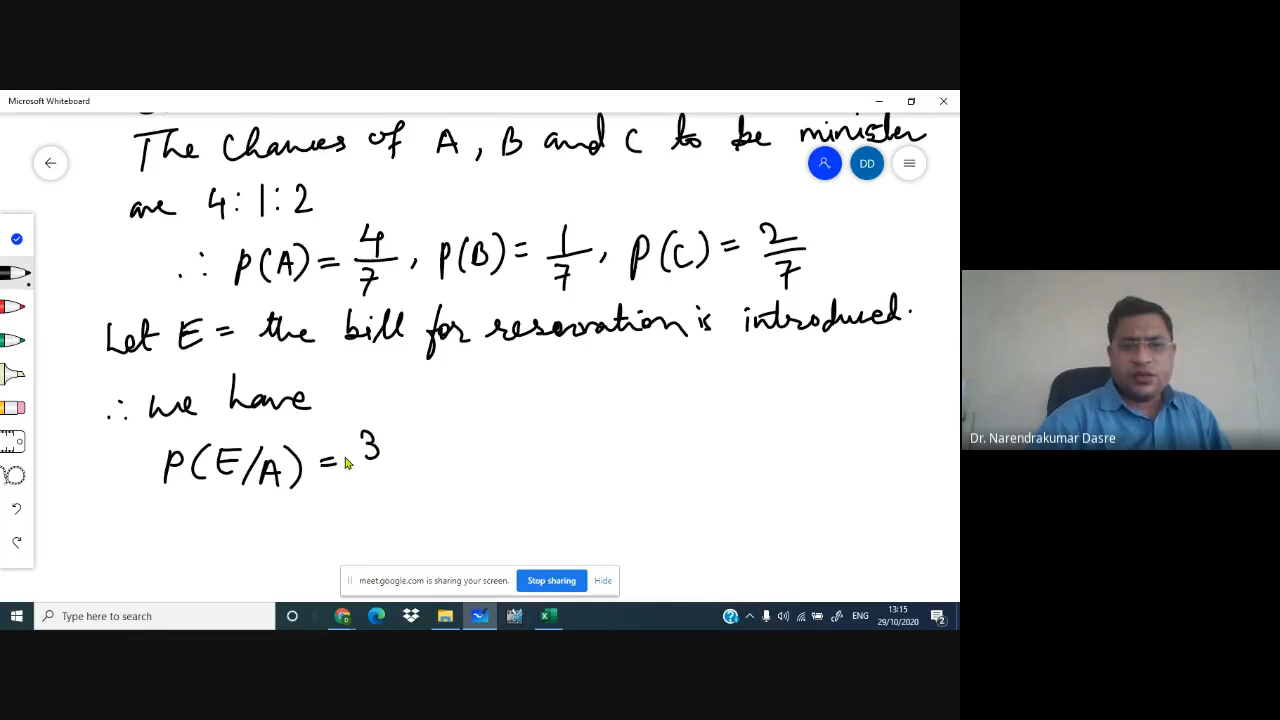 Microsoft Whiteboard
The chances of A, B and C to be minister
DD
are 4:1:2
∴ P(A) = 4/7, P(B) = 1/7, P(C) = 2/7
Let E = the bill for reservation is introduced.
∴ we have
P(E/A) = 3
Dr. Narendrakumar Dasre
meet.google.com is sharing your screen.
Stop sharing
Hide
Type here to search
ENG
13:15
29/10/2020
2